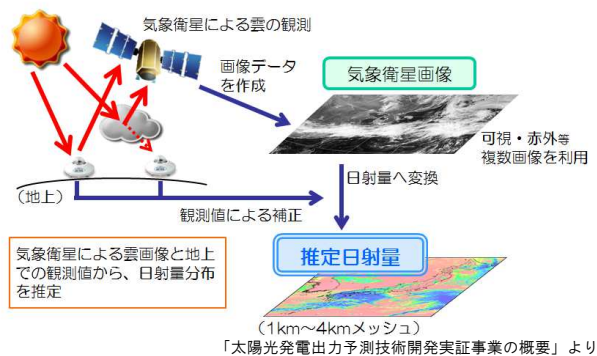 気象衛星による雲の観測
画像データ
を作成
気象衛星画像
可視・赤外等
複数画像を利用
（地上）
日射量へ変換
観測値による補正
気象衛星による雲画像と地上
での観測値から、日射量分布
を推定
推定日射量
（1km～4kmメッシュ）
「太陽光発電出力予測技術開発実証事業の概要」より